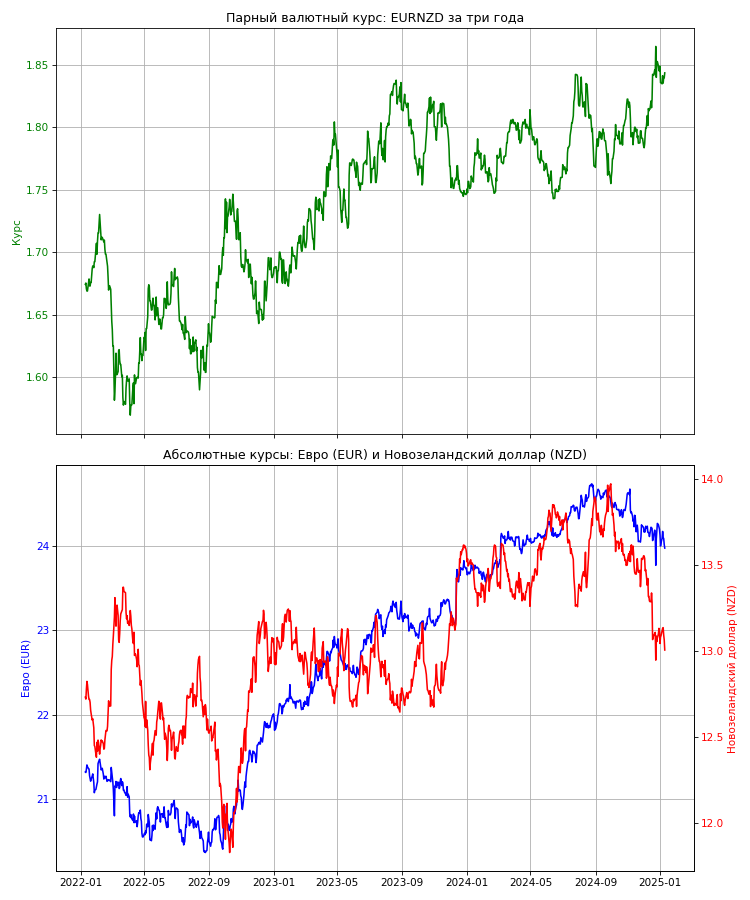 Парный валютный курс: EURNZD за три года
1.85
1.80
1.75
1.70
1.65
1.60
Курс
Абсолютные курсы: Евро (EUR) и Новозеландский доллар (NZD)
24
23
22
21
Евро (EUR)
14.0
13.5
13.0
12.5
12.0
Новозеландский доллар (NZD)
2022-01 2022-05 2022-09 2023-01 2023-05 2023-09 2024-01 2024-05 2024-09 2025-01